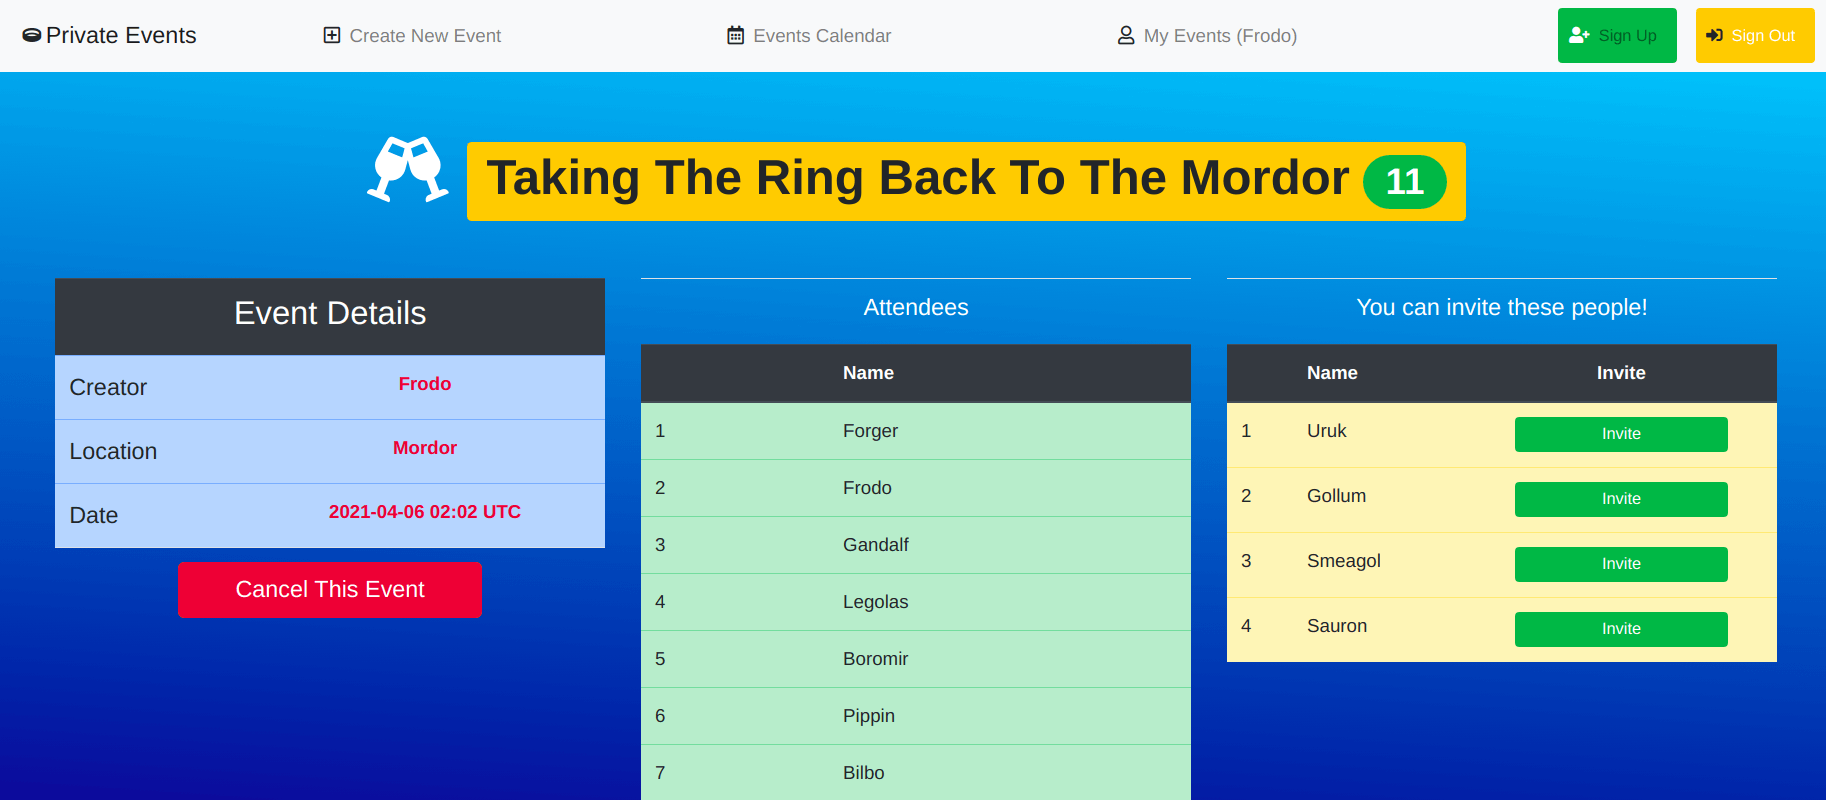 Private Events
Create New Event
Events Calendar
My Events (Frodo)
Sign Up
Sign Out
Taking The Ring Back To The Mordor 11
Event Details
Creator Frodo
Location Mordor
Date 2021-04-06 02:02 UTC
Cancel This Event
Attendees
Name
1 Forger
2 Frodo
3 Gandalf
4 Legolas
5 Boromir
6 Pippin
7 Bilbo
You can invite these people!
Name Invite
1 Uruk Invite
2 Gollum Invite
3 Smeagol Invite
4 Sauron Invite